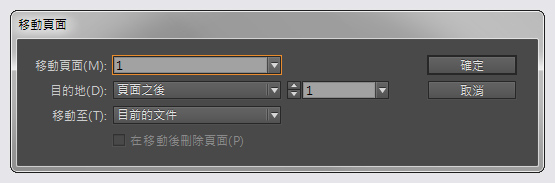 移動頁面
移動頁面(M): 1 確定
目的地(D): 頁面之後 1 取消
移動至(T): 目前的文件
在移動後刪除頁面(P)